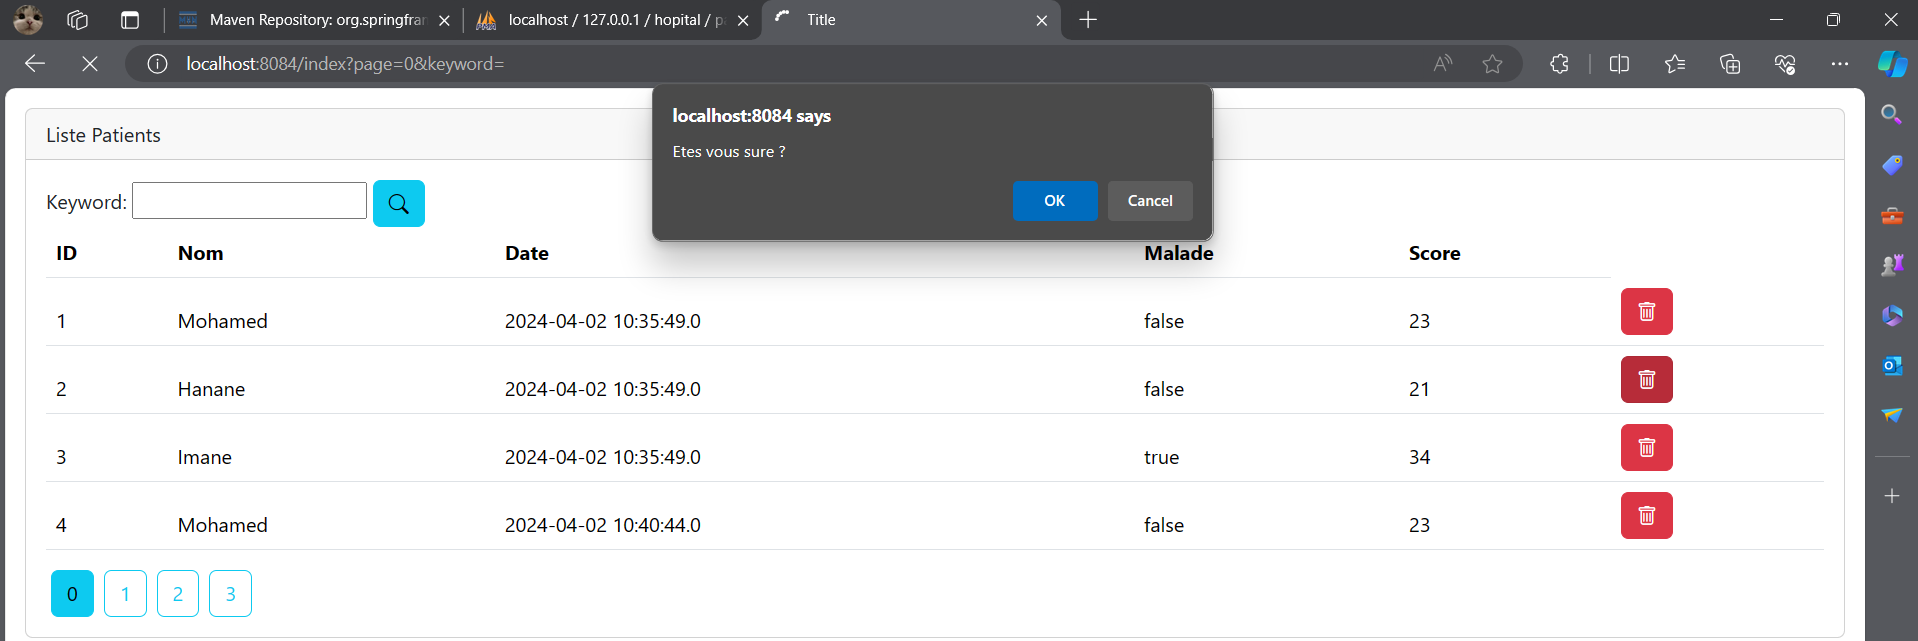 Maven Repository: org.springfran
localhost / 127.0.0.1 / hopital / pa
Title
localhost:8084/index?page=0&keyword=
localhost:8084 says
Etes vous sure ?
OK
Cancel
Liste Patients
Keyword:
ID Nom Date Malade Score
1 Mohamed 2024-04-02 10:35:49.0 false 23
2 Hanane 2024-04-02 10:35:49.0 false 21
3 Imane 2024-04-02 10:35:49.0 true 34
4 Mohamed 2024-04-02 10:40:44.0 false 23
0 1 2 3